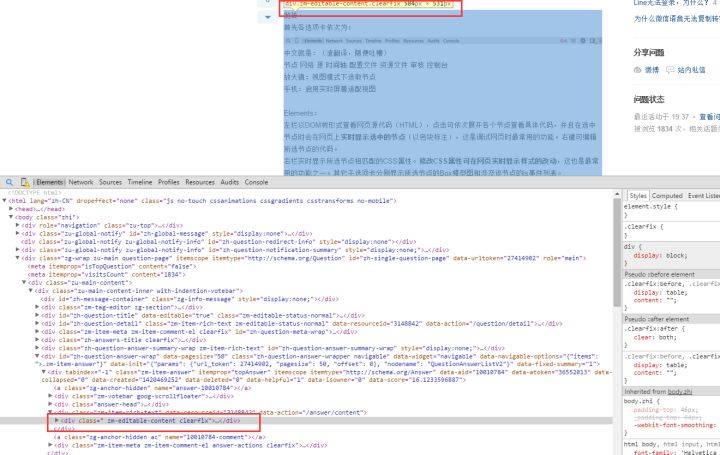 div.zm-editable-content.clearfix 584px × 531px
首先各选项卡依次为：
Elements Network Sources Timeline Profiles Resources Audits Console
中文就是：（渣翻译，随便吐槽）
节点 网络 源 时间轴 配置文件 资源文件 审核 控制台
放大镜：视图模式下选取节点
手机：启用实时屏幕适配视图
Elements：
左栏以DOM树形式查看网页源代码（HTML），点击可依次展开各个节点查看具体代码，并且在选中
节点时会在网页上实时显示选中的节点（以色块标注），这是调试网页时最常用的功能。右键可编辑
所选节点的代码。
右栏实时显示所选节点相匹配的CSS属性。修改CSS属性可在网页实时显示样式的改动，这也是最常
用的功能之一。其它子选项卡分别显示所选节点的Box模型图和涉及该节点的js事件列表。
Line无法登录，为什么？ 4
为什么微信语音无法复制转
分享问题
微博 站内私信
问题状态
最近活动于 19:37 · 查看问
被浏览 1834 次，相关话题
Elements Network Sources Timeline Profiles Resources Audits Console
<!DOCTYPE html>
<html lang="zh-CN" dropeffect="none" class="js no-touch cssanimations cssgradients csstransforms no-mobile">
<head>…</head>
<body class="zhi">
<div role="navigation" class="zu-top">…</div>
<div class="zu-global-notify" id="zh-global-message" style="display:none">…</div>
<div class="zu-global-notify zu-global-notify-info" id="zh-question-redirect-info" style="display:none">…</div>
<div class="zu-global-notify zu-global-notify-info" id="zh-question-notification-summary" style="display:none;">…</div>
<div class="zg-wrap zu-main question-page" itemscope itemtype="http://schema.org/Question" id="zh-single-question-page" data-urltoken="27414902" role="main">
<meta itemprop="isTopQuestion" content="false">
<meta itemprop="visitsCount" content="1834">
<div class="zu-main-content">
<div class="zu-main-content-inner with-indention-votebar">
<div id="zh-message-container" class="zg-info-message" style="display:none;"></div>
<div class="zm-tag-editor zg-section">…</div>
<div id="zh-question-title" data-editable="true" class="zm-editable-status-normal">…</div>
<div id="zh-question-detail" class="zm-item-rich-text zm-editable-status-normal" data-resourceid="3148842" data-action="/question/detail">…</div>
<div class="zm-item-meta zm-item-comment-el clearfix" id="zh-question-meta-wrap">…</div>
<div class="zh-answers-title clearfix">…</div>
<div id="zh-question-answer-summary-wrap" class="zh-question-answer-summary-wrap zm-item-rich-text" style="display:none;">…</div>
<div id="zh-question-answer-wrap" data-pagesize="50" class="zh-question-answer-wrapper navigable" data-widget="navigable" data-navigable-options="{"items":
">.zm-item-answer"}" data-init="{"params": {"url_token": 27414902, "pagesize": 50, "offset": 0}, "nodename": "QuestionAnswerListV2"}" data-fixed-summary="1">
<div tabindex="-1" class="zm-item-answer" itemprop="topAnswer" itemscope itemtype="http://schema.org/Answer" data-aid="10010784" data-atoken="36552013" data-
collapsed="0" data-created="1420469252" data-deleted="0" data-helpful="1" data-isowner="0" data-score="16.1233596887">
<a class="zg-anchor-hidden" name="answer-10010784"></a>
<div class="zm-votebar goog-scrollfloater">…</div>
<div class="answer-head">…</div>
<div class="zm-item-rich-text" data-resourceid="3148842" data-action="/answer/content">
<div class=" zm-editable-content clearfix">…</div>
</div>
<a class="zg-anchor-hidden ac" name="10010784-comment"></a>
<div class="zm-item-meta zm-item-comment-el answer-actions clearfix">…</div>
Styles Computed Event Listeners
element.style {
}
.clearfix {
}
div {
display: block;
}
Pseudo ::before element
.clearfix:before, .clearfix
display: table;
content: "";
}
Pseudo ::after element
.clearfix:after {
clear: both;
}
.clearfix:before, .clearfix
display: table;
content: "";
}
Inherited from body.zhi
body.zhi {
padding-top: 46px;
-webkit-font-smoothing:
}
html body, html input, html
font-family: 'Helvetica